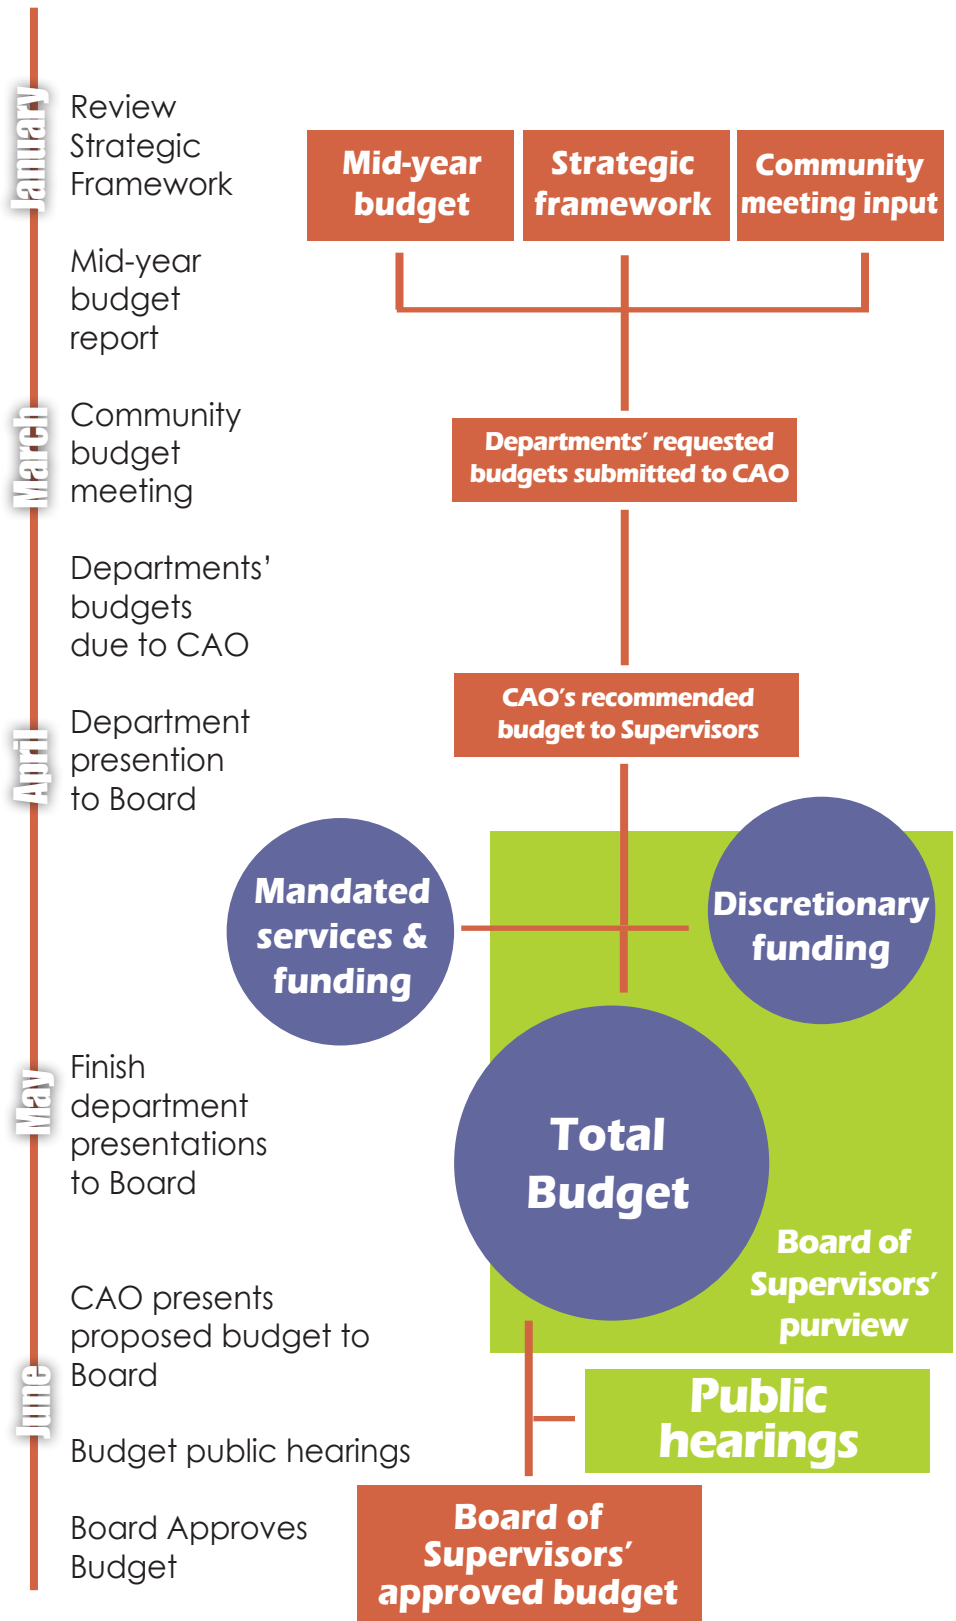 January
Review
Strategic
Framework
Mid-year
budget
report
March
Community
budget
meeting
Departments’
budgets
due to CAO
April
Department
presention
to Board
May
Finish
department
presentations
to Board
CAO presents
proposed budget to
Board
June
Budget public hearings
Board Approves
Budget
Mid-year
budget
Strategic
framework
Community
meeting input
Departments’ requested
budgets submitted to CAO
CAO’s recommended
budget to Supervisors
Mandated
services &
funding
Discretionary
funding
Total
Budget
Board of
Supervisors’
purview
Public
hearings
Board of
Supervisors’
approved budget